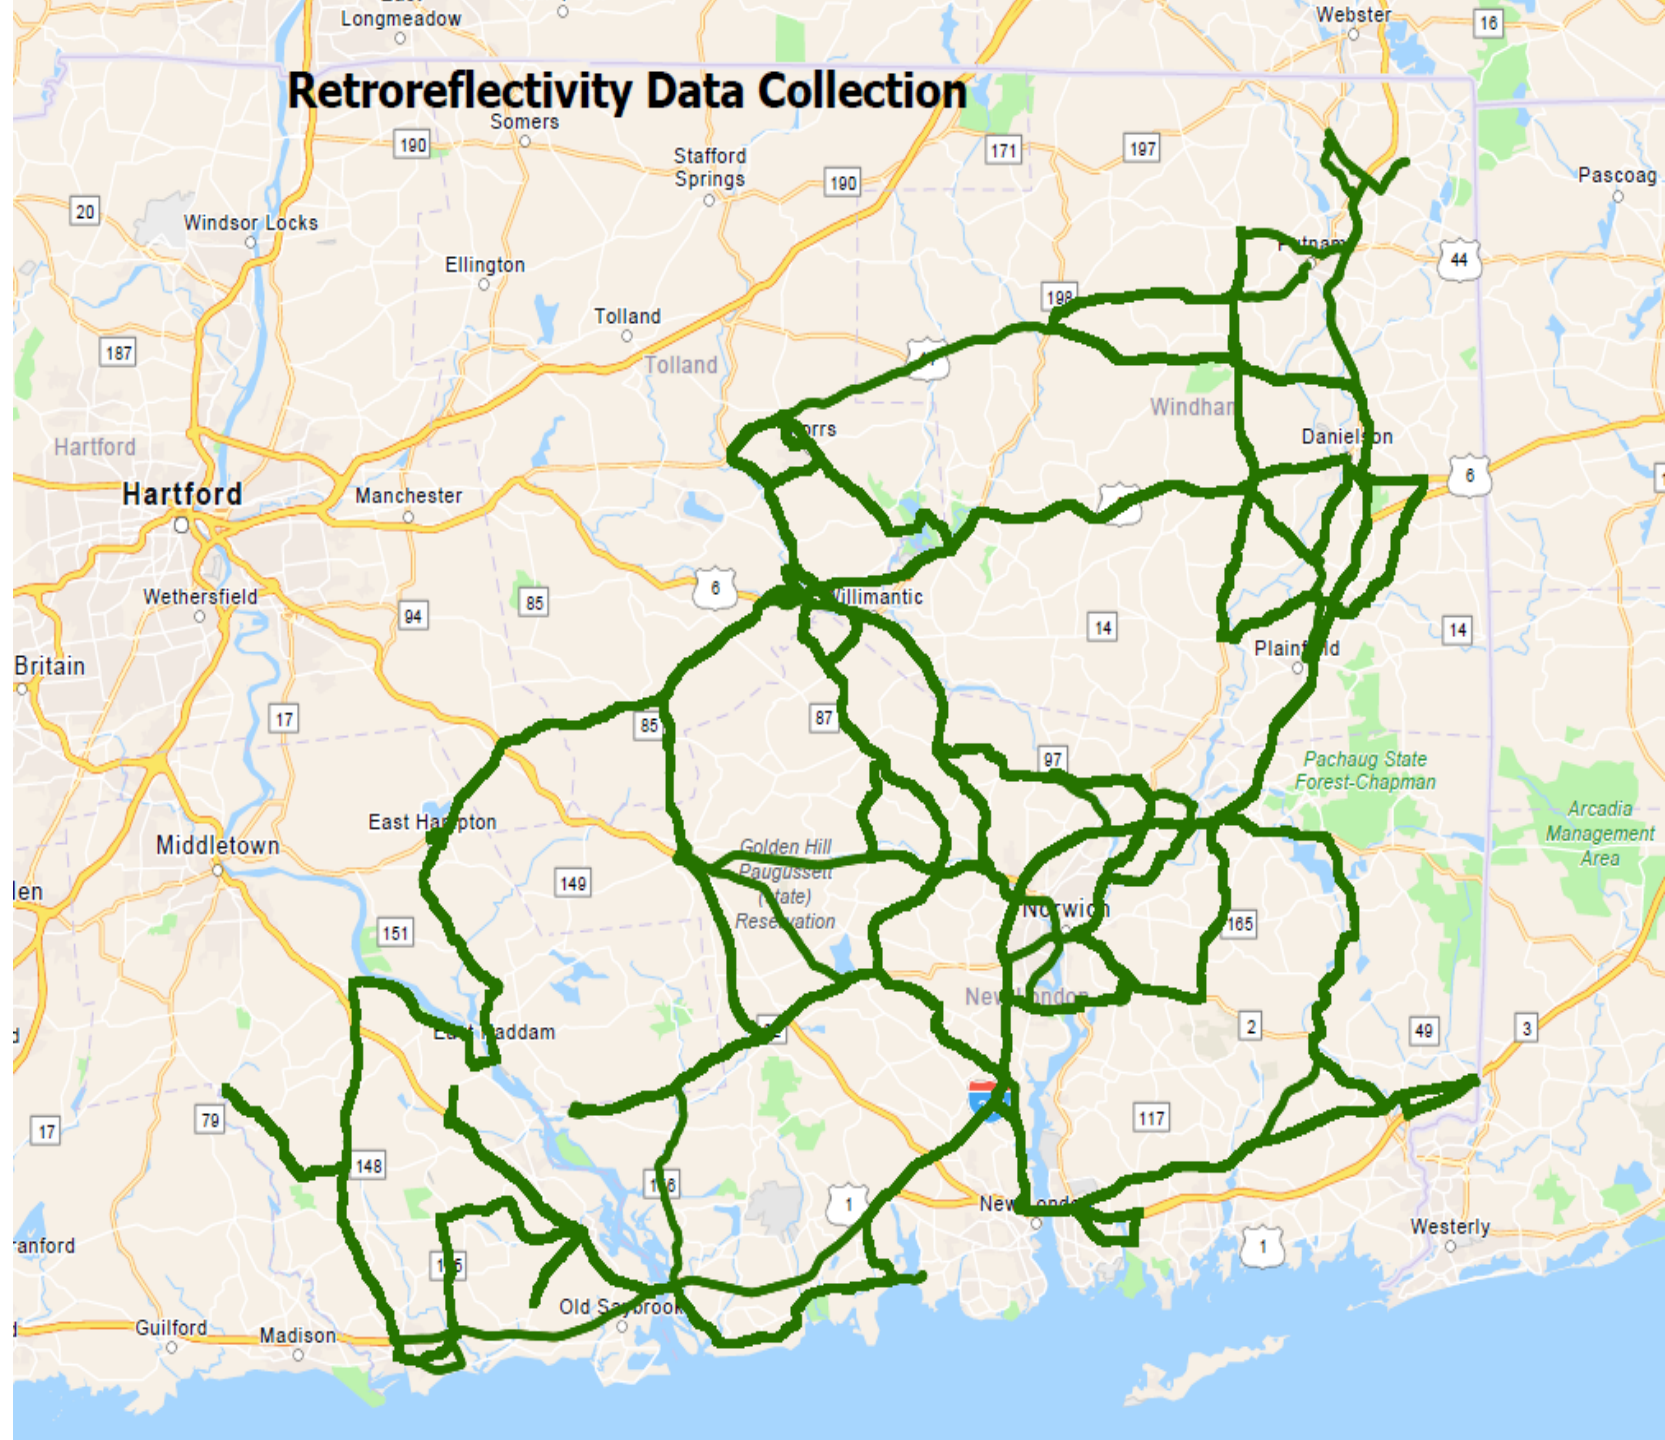 Longmeadow
Webster
16
Retroreflectivity Data Collection
Somers
190
171
197
Stafford
Springs
190
Pascoag
20
Windsor Locks
Putnam
44
Ellington
198
Tolland
187
Tolland
Windham
Hartford
Storrs
Danielson
6
Hartford
Manchester
6
Wethersfield
94
85
Willimantic
14
14
Plainfield
Britain
17
85
87
97
Pachaug State
Forest-Chapman
East Hampton
Arcadia
Management
Area
Middletown
Golden Hill
Paugussett
(state)
Reservation
149
len
Norwich
151
165
New London
East Haddam
2
49
3
79
17
117
148
156
1
New London
Westerly
ranford
1
Old Saybrook
Guilford
Madison